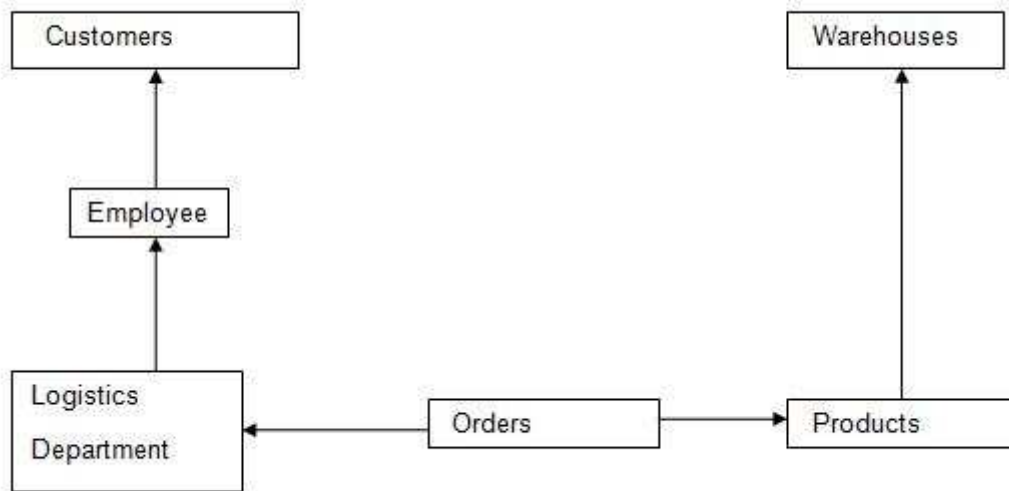 Customers
Warehouses
Employee
Logistics
Department
Orders
Products